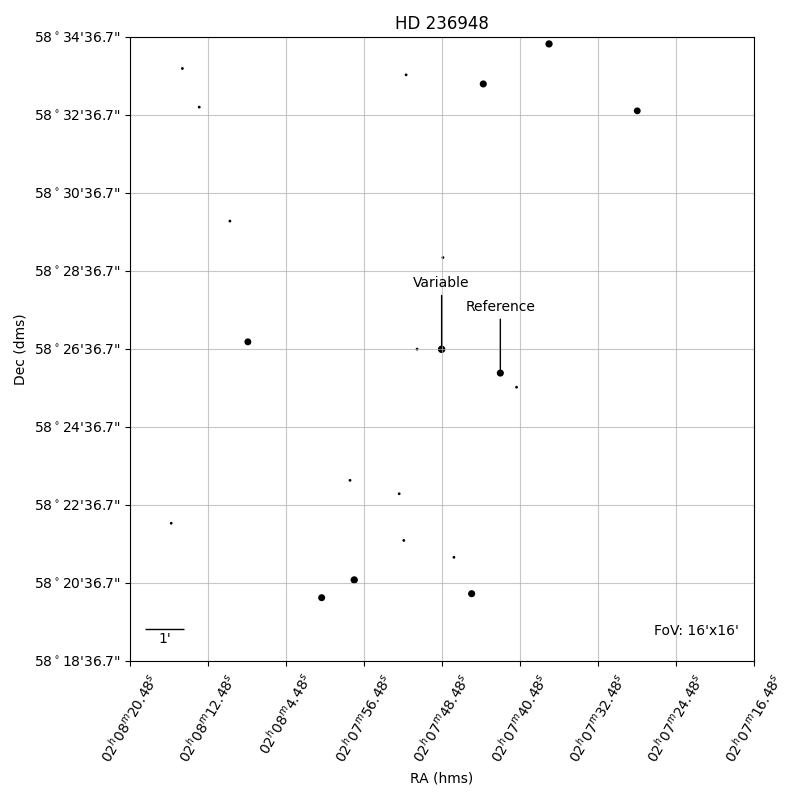 HD 236948
58°34'36.7"
58°32'36.7"
58°30'36.7"
58°28'36.7"
58°26'36.7"
58°24'36.7"
58°22'36.7"
58°20'36.7"
58°18'36.7"
Dec (dms)
Variable
Reference
1'
FoV: 16'x16'
02h08m20.48s
02h08m12.48s
02h08m4.48s
02h07m56.48s
02h07m48.48s
02h07m40.48s
02h07m32.48s
02h07m24.48s
02h07m16.48s
RA (hms)